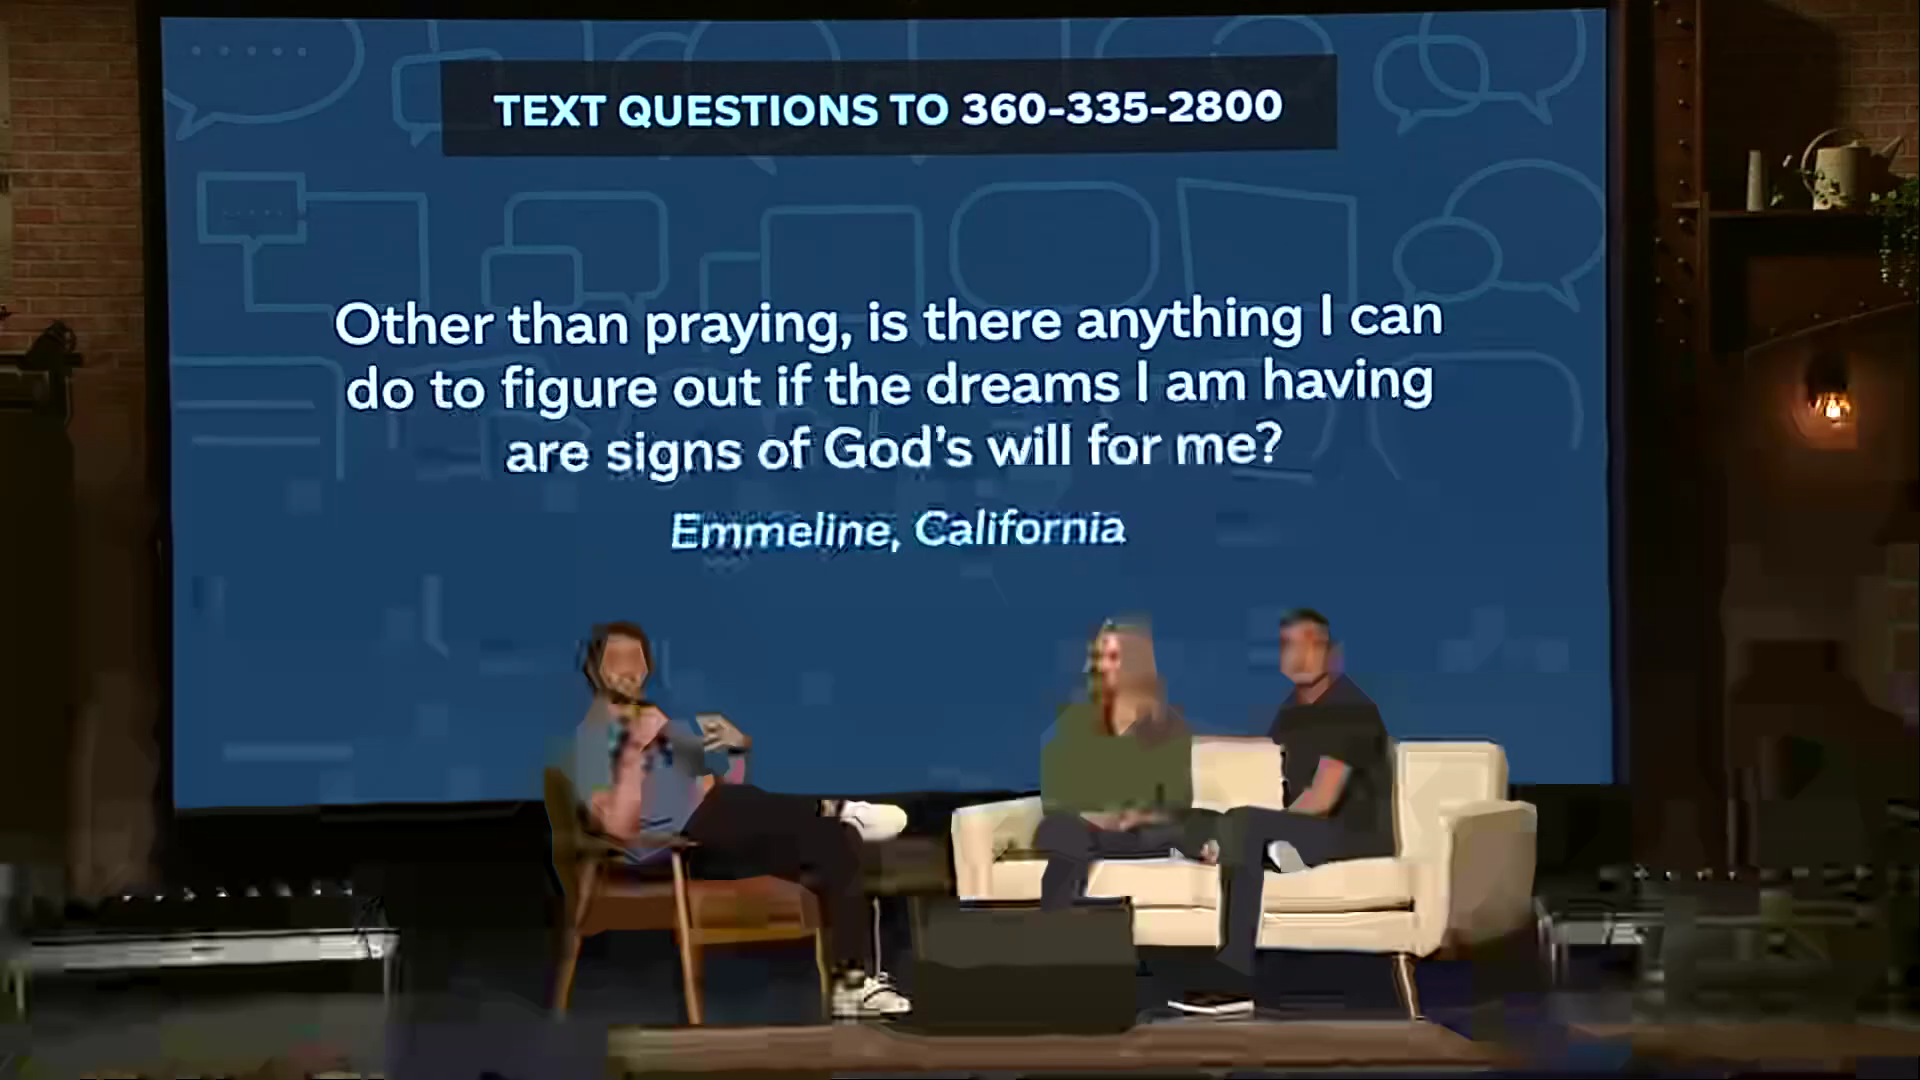 TEXT QUESTIONS TO 360-335-2800
Other than praying, is there anything I can
do to figure out if the dreams I am having
are signs of God's will for me?
Emmeline, California